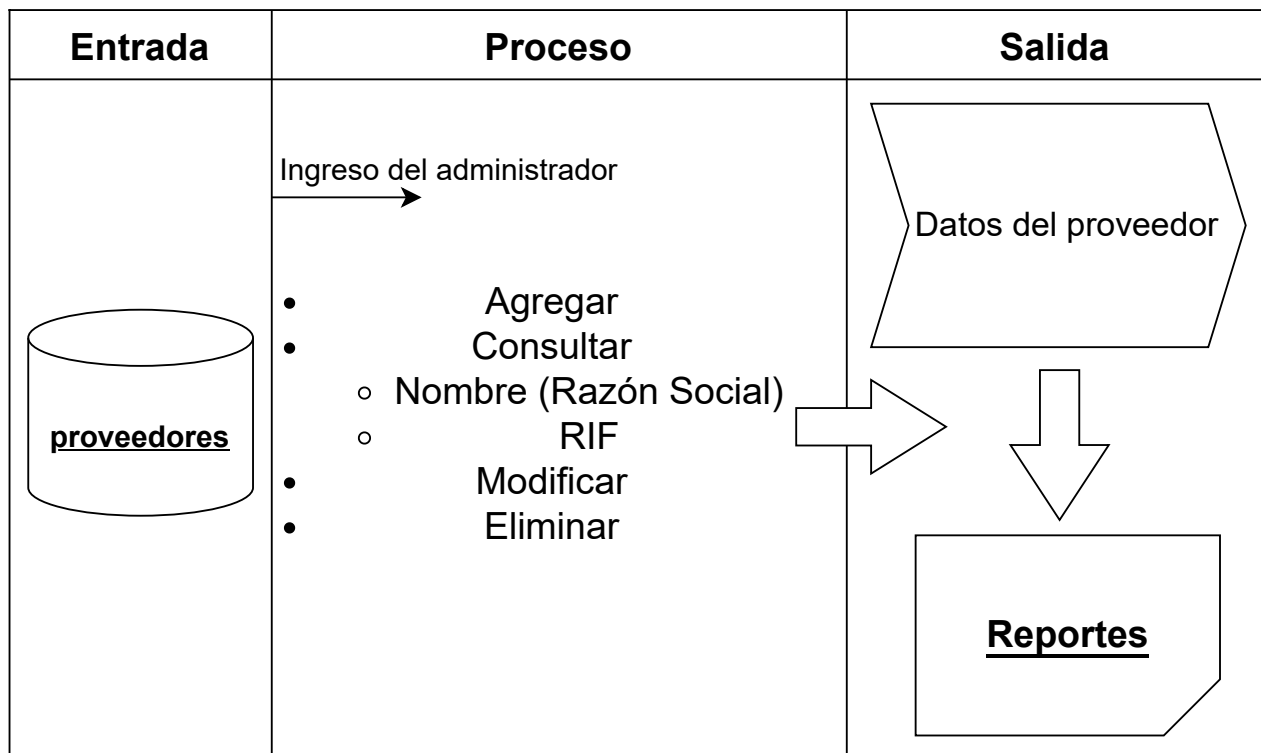 Entrada
Proceso
Salida
Ingreso del administrador
Datos del proveedor
proveedores
Agregar
Consultar
Nombre (Razón Social)
RIF
Modificar
Eliminar
Reportes